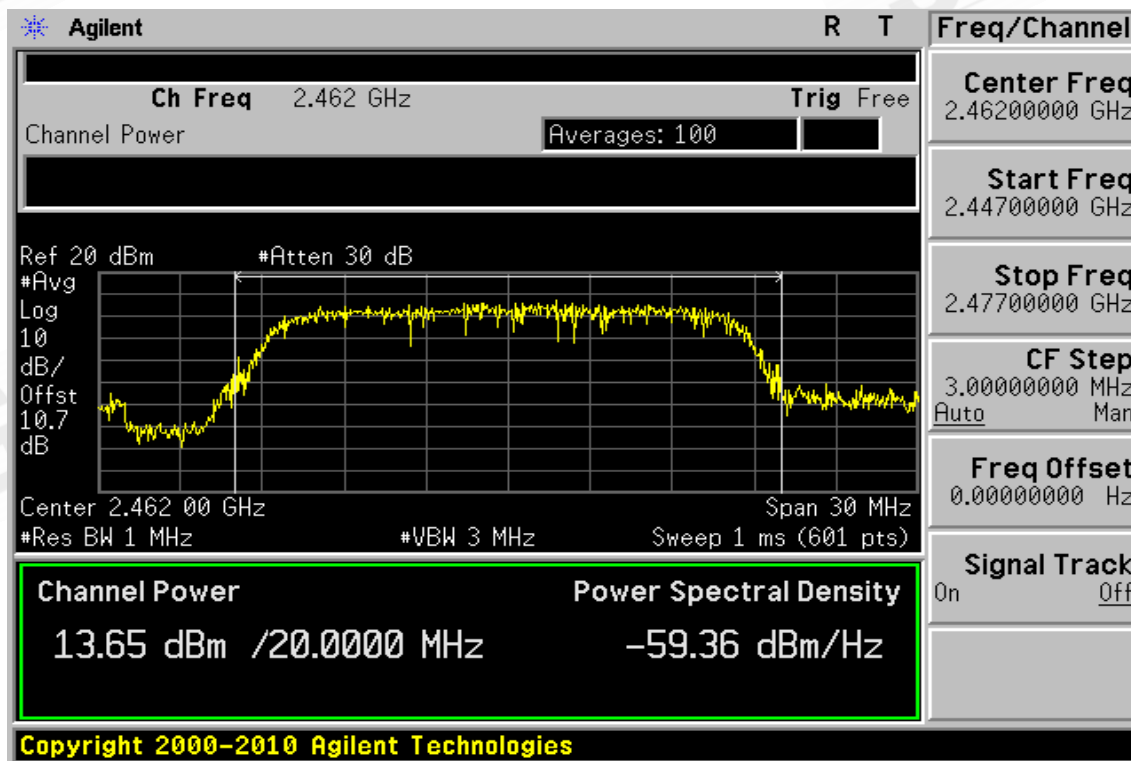 Agilent R T
Freq/Channel
Ch Freq 2.462 GHz Trig Free
Channel Power Averages: 100
Ref 20 dBm #Atten 30 dB
#Avg
Log
10
dB/
Offst
10.7
dB
Center 2.462 00 GHz Span 30 MHz
#Res BW 1 MHz #VBW 3 MHz Sweep 1 ms (601 pts)
Channel Power Power Spectral Density
13.65 dBm /20.0000 MHz -59.36 dBm/Hz
Copyright 2000-2010 Agilent Technologies
Center Freq
2.46200000 GHz
Start Freq
2.44700000 GHz
Stop Freq
2.47700000 GHz
CF Step
3.00000000 MHz
Auto Man
Freq Offset
0.00000000 Hz
Signal Track
On Off